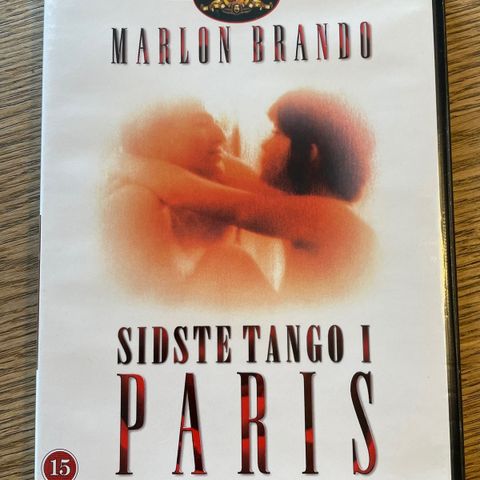 MARLON BRANDO
SIDSTE TANGO I
PARIS
15